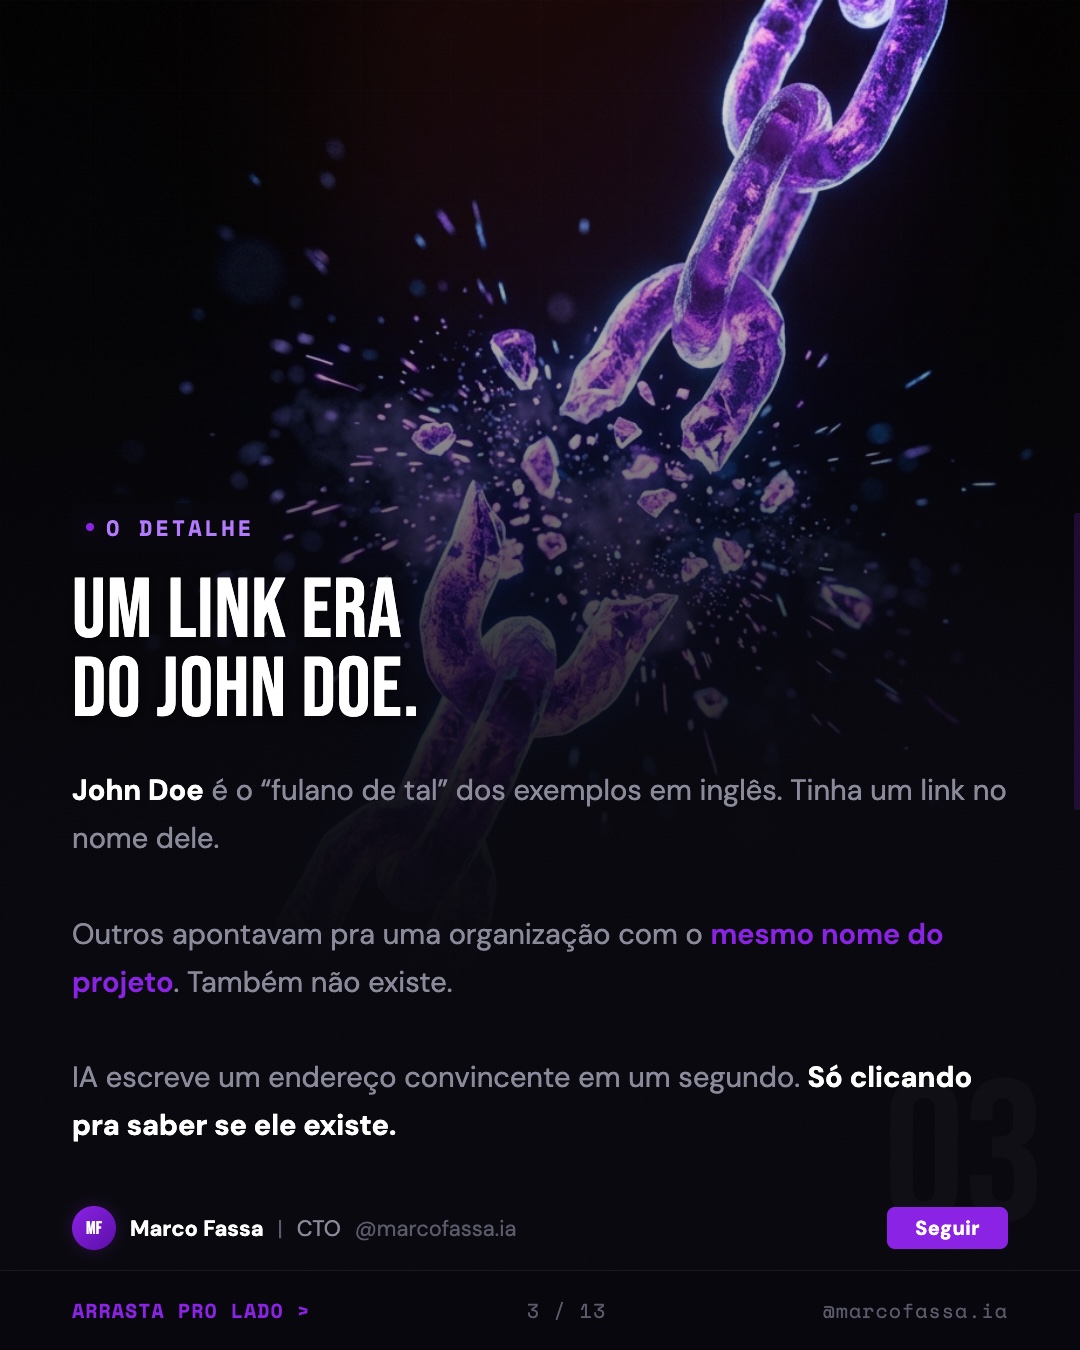 • O DETALHE
UM LINK ERA
DO JOHN DOE.
John Doe é o “fulano de tal” dos exemplos em inglês. Tinha um link no
nome dele.
Outros apontavam pra uma organização com o mesmo nome do
projeto. Também não existe.
IA escreve um endereço convincente em um segundo. Só clicando
pra saber se ele existe.
03
MF Marco Fassa | CTO @marcofassa.ia
Seguir
ARRASTA PRO LADO >
3 / 13
@marcofassa.ia